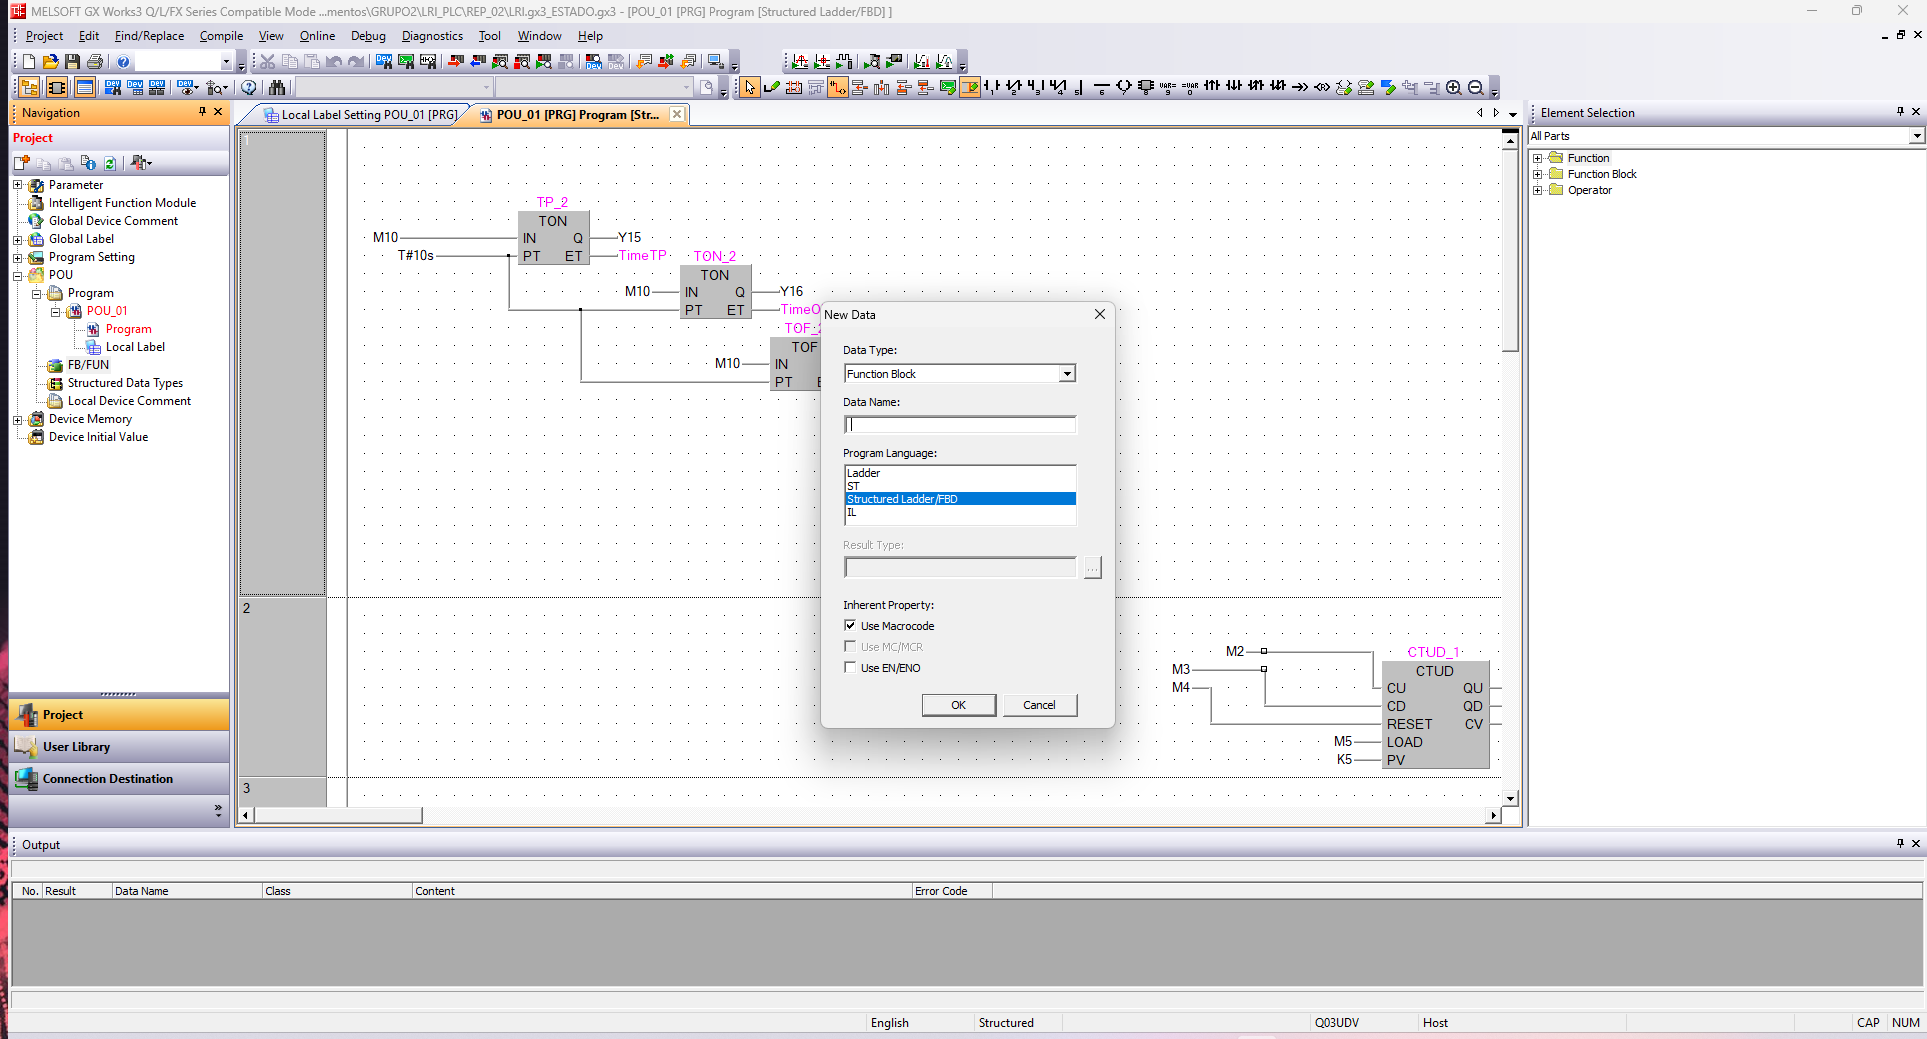 MELSOFT GX Works3 Q/L/FX Series Compatible Mode ...mentos\GRUPO2\LRI_PLC\REP_02\LRI.gx3_ESTADO.gx3 - [POU_01 [PRG] Program [Structured Ladder/FBD] ]
Project Edit Find/Replace Compile View Online Debug Diagnostics Tool Window Help
Navigation
Project
Parameter
Intelligent Function Module
Global Device Comment
Global Label
Program Setting
POU
Program
POU_01
Program
Local Label
FB/FUN
Structured Data Types
Local Device Comment
Device Memory
Device Initial Value
Project
User Library
Connection Destination
Local Label Setting POU_01 [PRG]
POU_01 [PRG] Program [Str...
1
TP_2
TON
M10 IN Q Y15
T#10s PT ET TimeTP
TON_2
TON
M10 IN Q Y16
PT ET TimeO
TOF_2
TOF
M10 IN
PT E
2
M2
M3
M4
CTUD_1
CTUD
CU QU
CD QD
RESET CV
M5 LOAD
K5 PV
3
New Data
Data Type:
Function Block
Data Name:
Program Language:
Ladder
ST
Structured Ladder/FBD
IL
Result Type:
...
Inherent Property:
Use Macrocode
Use MC/MCR
Use EN/ENO
OK Cancel
Element Selection
All Parts
Function
Function Block
Operator
Output
No. Result Data Name Class Content Error Code
English Structured Q03UDV Host CAP NUM